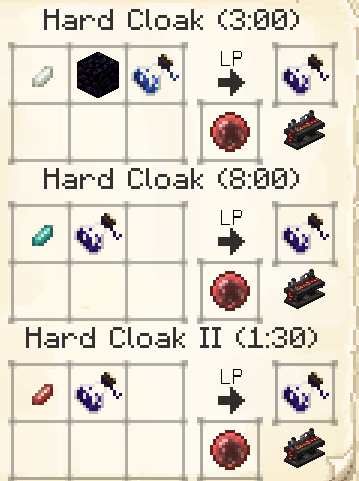 Hard Cloak (3:00)
LP
Hard Cloak (8:00)
LP
Hard Cloak II (1:30)
LP